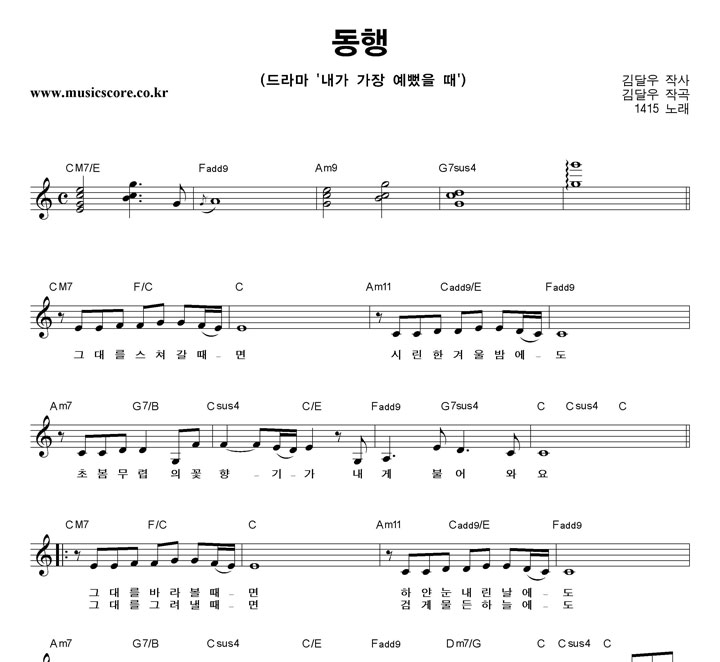 동행
(드라마 '내가 가장 예뻤을 때')
www.musicscore.co.kr
김달우 작사
김달우 작곡
1415 노래
CM7/E Fadd9 Am9 G7sus4
CM7 F/C C Am11 Cadd9/E Fadd9
그 대 를 스 쳐 갈 때 - 면 시 린 한 겨 울 밤 에 - 도
Am7 G7/B Csus4 C/E Fadd9 G7sus4 C Csus4 C
초 봄 무 렵 의 꽃 향 - 기 - 가 내 게 불 어 와 요
CM7 F/C C Am11 Cadd9/E Fadd9
그 대 를 바 라 볼 때 - 면 하 얀 눈 내 린 날 에 - 도
그 대 를 그 려 낼 때 - 면 검 게 물 든 하 늘 에 - 도
Am7 G7/B Csus4 C/E Fadd9 Dm7/G C Csus4 C